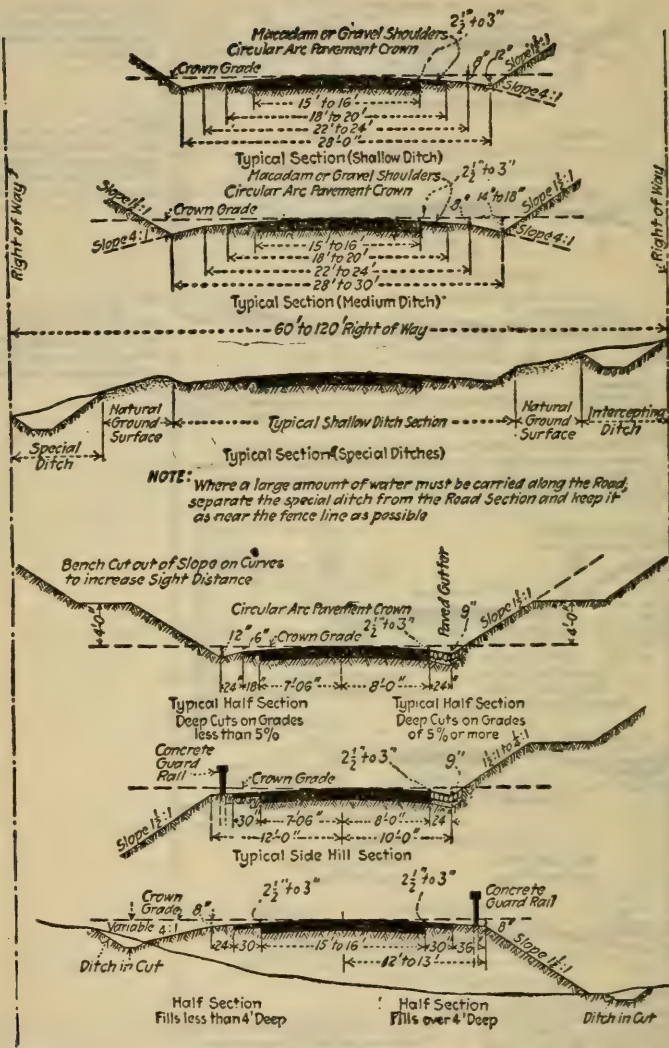 Macadam or Gravel Shoulders
2½" to 3"
Circular Arc Pavement Crown
8" 12"
Slope 1½:1
Crown Grade
Slope 4:1
15' to 16'
18' to 20'
22' to 24'
28'-0"
Typical Section (Shallow Ditch)
Macadam or Gravel Shoulders
2½" to 3"
Circular Arc Pavement Crown
Slope 1½:1
Crown Grade
8" 14" to 18"
Slope 1½:1
Slope 4:1
Slope 4:1
15' to 16'
18' to 20'
22' to 24'
28' to 30'
Typical Section (Medium Ditch)
Right of Way
Right of Way
60' to 120' Right of Way
Special Ditch
Natural Ground Surface
Typical Shallow Ditch Section
Natural Ground Surface
Intercepting Ditch
Typical Section (Special Ditches)
NOTE: Where a large amount of water must be carried along the Road,
separate the special ditch from the Road Section and keep it
as near the fence line as possible
Bench Cut out of Slope on Curves
to increase Sight Distance
Circular Arc Pavement Crown
2½" to 3"
Paved Gutter
9"
Slope 1½:1
4'-0"
12" 6" Crown Grade
4'-0"
24" 18" 7'-06" 8'-0" 24"
Typical Half Section
Deep Cuts on Grades
less than 5%
Typical Half Section
Deep Cuts on Grades
of 5% or more
Concrete
Guard
Rail
Crown Grade
2½" to 3"
9"
Slope 1½:1
30" 7'-06" 8'-0" 24
12'-0" 10'-0"
Typical Side Hill Section
Crown
Grade
8"
2½" to 3"
2½" to 3"
Concrete
Guard Rail
Variable 4:1
8"
Slope 1½:1
24 30 15' to 16' 30 36
12' to 13'
Ditch in Cut
Half Section
Fills less than 4' Deep
Half Section
Fills over 4' Deep
Ditch in Cut